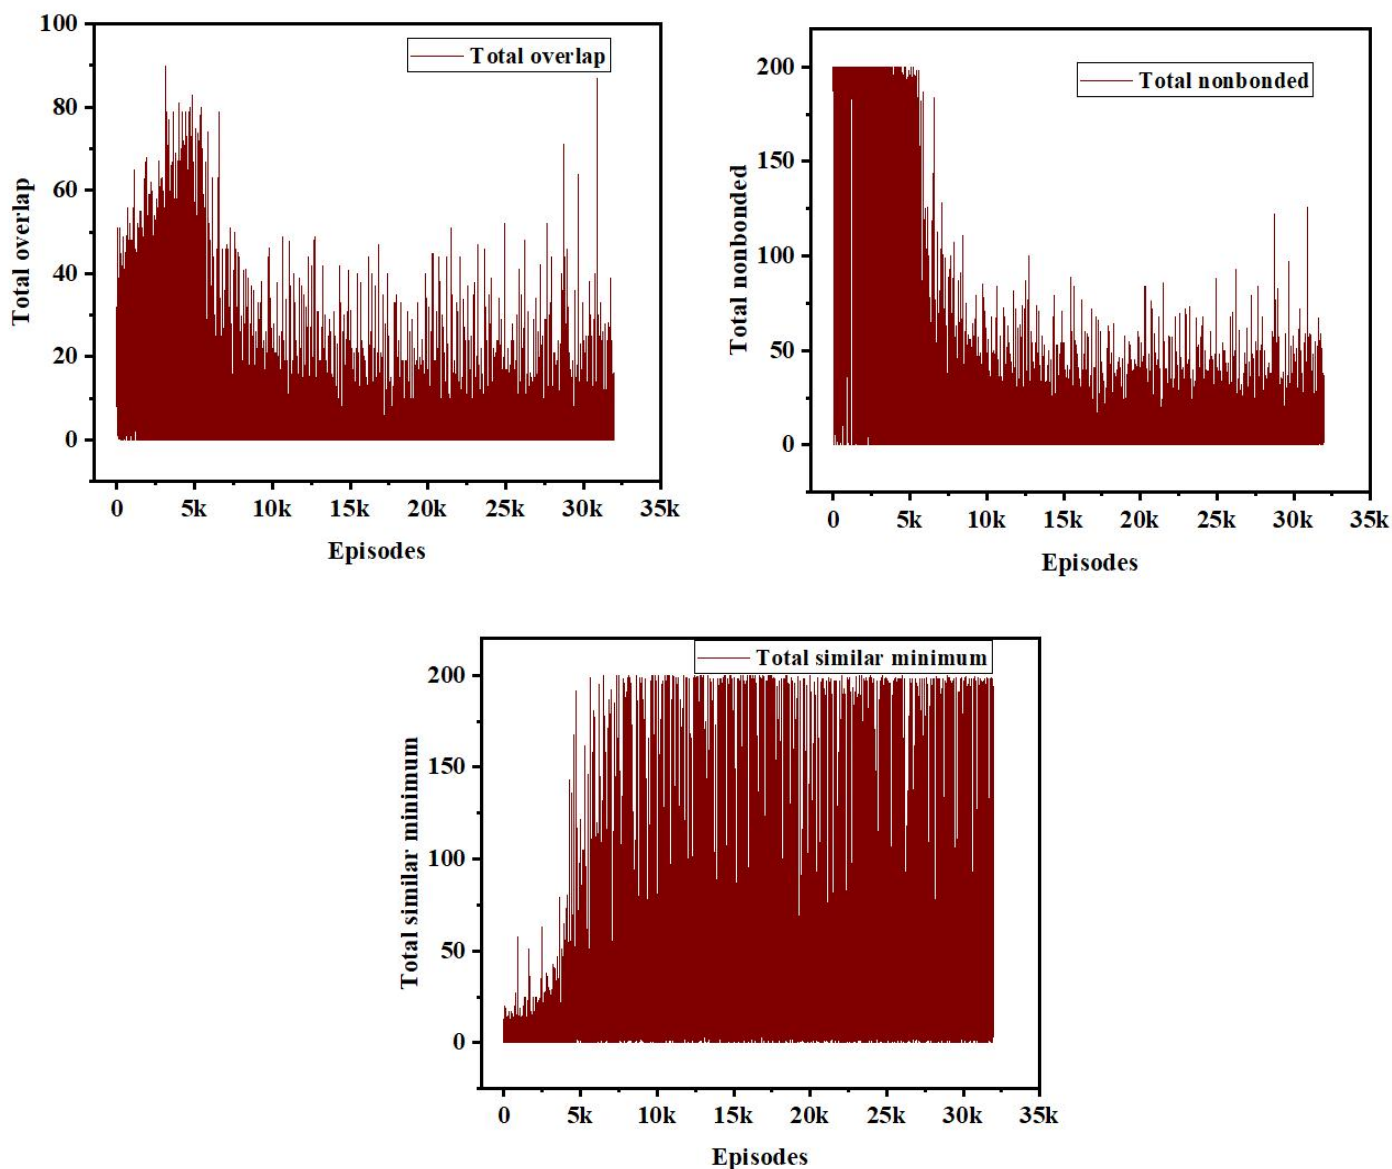 100
80
60
40
20
0
Total overlap
Total overlap
0 5k 10k 15k 20k 25k 30k 35k
Episodes
200
150
100
50
0
Total nonbonded
Total nonbonded
0 5k 10k 15k 20k 25k 30k 35k
Episodes
200
150
100
50
0
Total similar minimum
Total similar minimum
0 5k 10k 15k 20k 25k 30k 35k
Episodes